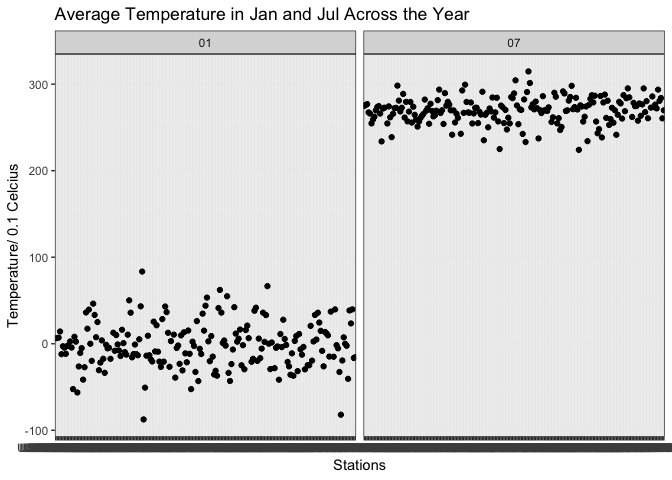 Average Temperature in Jan and Jul Across the Year
01
07
300
200
100
0
-100
Temperature/ 0.1 Celcius
Stations